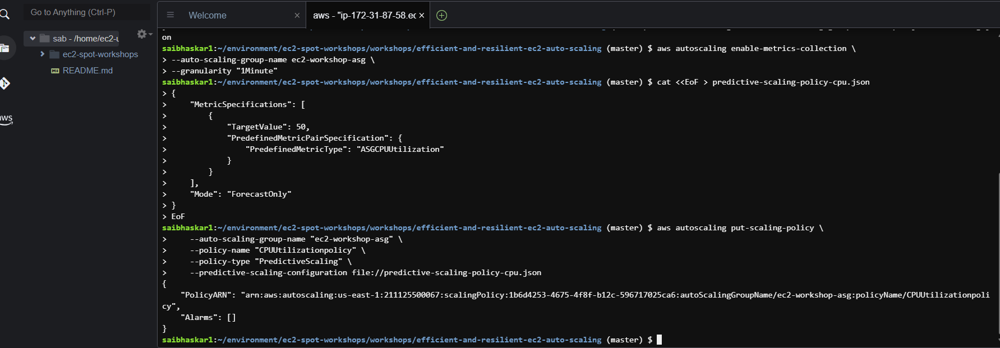 Go to Anything (Ctrl-P)
Welcome
aws - "ip-172-31-87-58.ec
sab - /home/ec2-u
ec2-spot-workshops
README.md
aws
on
saibhaskar1:~/environment/ec2-spot-workshops/workshops/efficient-and-resilient-ec2-auto-scaling (master) $ aws autoscaling enable-metrics-collection \
> --auto-scaling-group-name ec2-workshop-asg \
> --granularity "1Minute"
saibhaskar1:~/environment/ec2-spot-workshops/workshops/efficient-and-resilient-ec2-auto-scaling (master) $ cat <<EoF > predictive-scaling-policy-cpu.json
> {
>     "MetricSpecifications": [
>         {
>             "TargetValue": 50,
>             "PredefinedMetricPairSpecification": {
>                 "PredefinedMetricType": "ASGCPUUtilization"
>             }
>         }
>     ],
>     "Mode": "ForecastOnly"
> }
> EoF
saibhaskar1:~/environment/ec2-spot-workshops/workshops/efficient-and-resilient-ec2-auto-scaling (master) $ aws autoscaling put-scaling-policy \
>     --auto-scaling-group-name "ec2-workshop-asg" \
>     --policy-name "CPUUtilizationpolicy" \
>     --policy-type "PredictiveScaling" \
>     --predictive-scaling-configuration file://predictive-scaling-policy-cpu.json
{
    "PolicyARN": "arn:aws:autoscaling:us-east-1:211125500067:scalingPolicy:1b6d4253-4675-4f8f-b12c-596717025ca6:autoScalingGroupName/ec2-workshop-asg:policyName/CPUUtilizationpoli
cy",
    "Alarms": []
}
saibhaskar1:~/environment/ec2-spot-workshops/workshops/efficient-and-resilient-ec2-auto-scaling (master) $